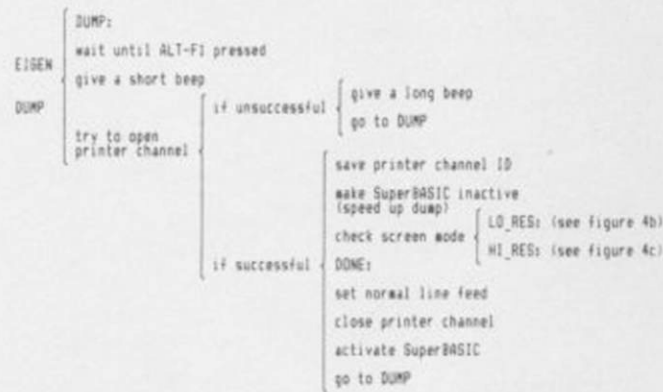 EIGEN
DUMP
DUMP:
wait until ALT-F1 pressed
give a short beep
try to open
printer channel
if unsuccessful
give a long beep
go to DUMP
if successful
save printer channel ID
make SuperBASIC inactive
(speed up dump)
check screen mode
LO_RES: (see figure 4b)
HI_RES: (see figure 4c)
DONE:
set normal line feed
close printer channel
activate SuperBASIC
go to DUMP